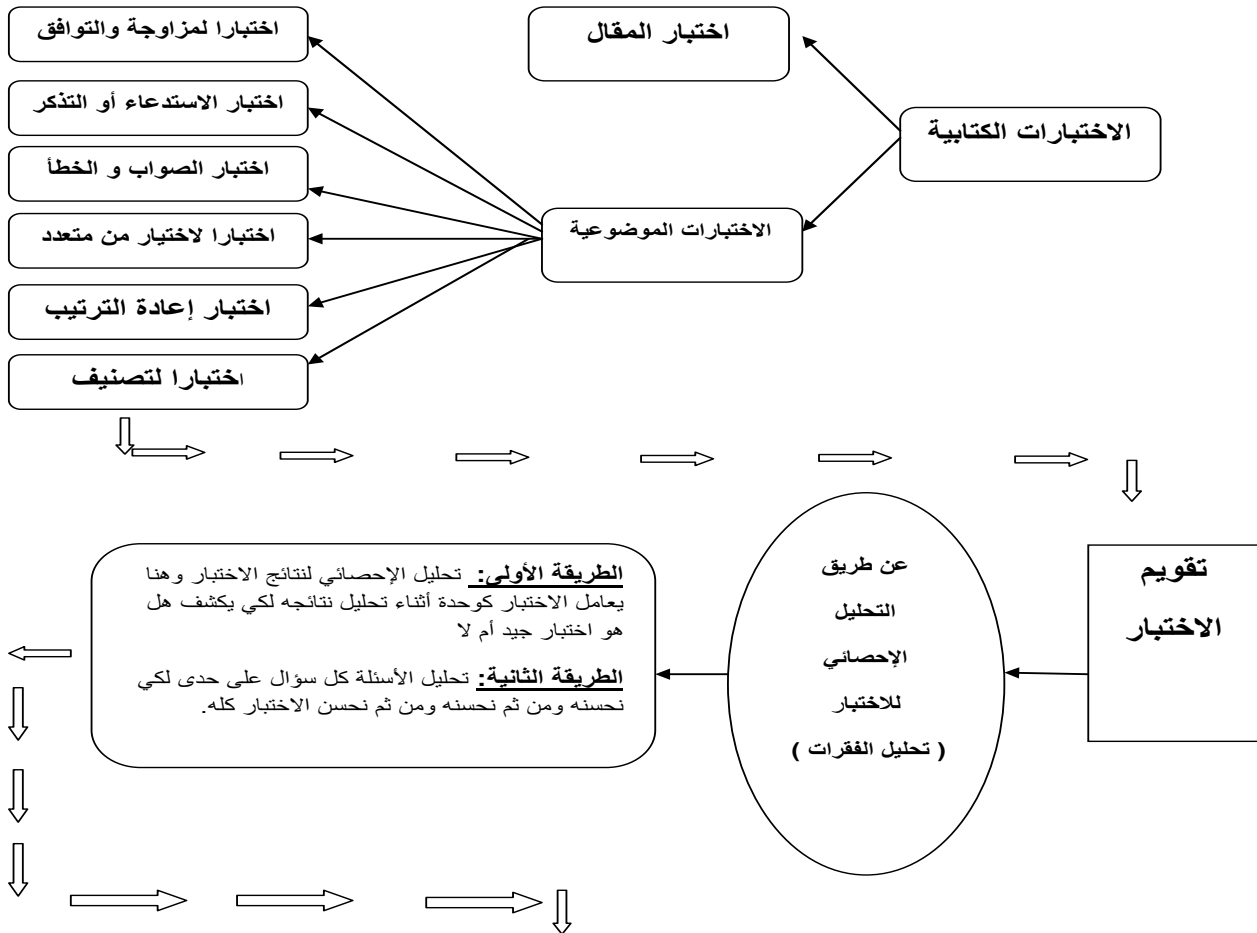 الاختبارات الكتابية
اختبار المقال
الاختبارات الموضوعية
اختبارا لمزاوجة والتوافق
اختبار الاستدعاء أو التذكر
اختبار الصواب و الخطأ
اختبارا لاختيار من متعدد
اختبار إعادة الترتيب
اختبارا لتصنيف
تقويم
الاختبار
عن طريق
التحليل
الإحصائي
للاختبار
( تحليل الفقرات )
الطريقة الأولى: تحليل الإحصائي لنتائج الاختبار وهنا
يعامل الاختبار كوحدة أثناء تحليل نتائجه لكي يكشف هل
هو اختبار جيد أم لا
الطريقة الثانية: تحليل الأسئلة كل سؤال على حدى لكي
نحسنه ومن ثم نحسنه ومن ثم نحسن الاختبار كله.